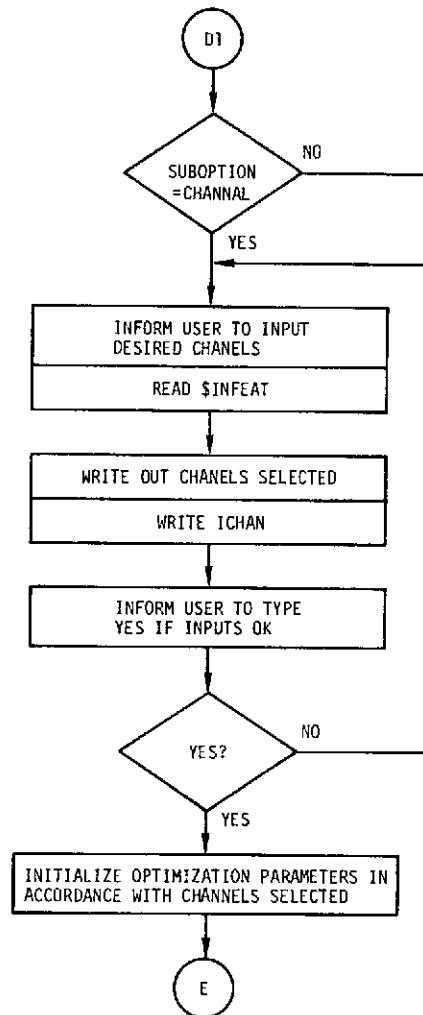 D1
SUBOPTION
=CHANNAL
NO
YES
INFORM USER TO INPUT
DESIRED CHANELS
READ $INFEAT
WRITE OUT CHANELS SELECTED
WRITE ICHAN
INFORM USER TO TYPE
YES IF INPUTS OK
YES?
NO
YES
INITIALIZE OPTIMIZATION PARAMETERS IN
ACCORDANCE WITH CHANNELS SELECTED
E